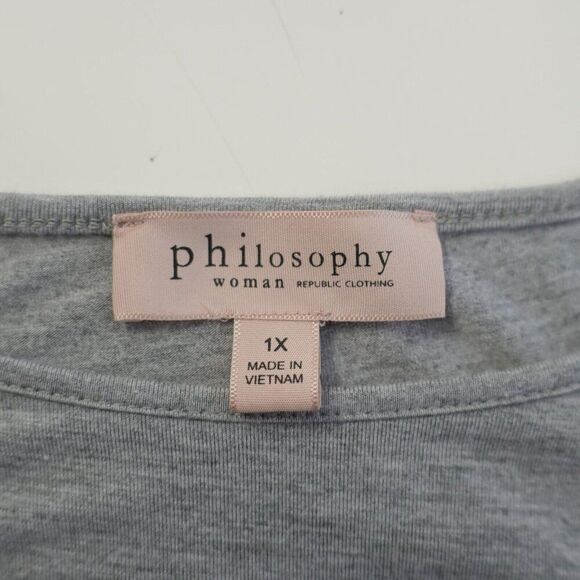 philosophy
woman REPUBLIC CLOTHING
1X
MADE IN
VIETNAM